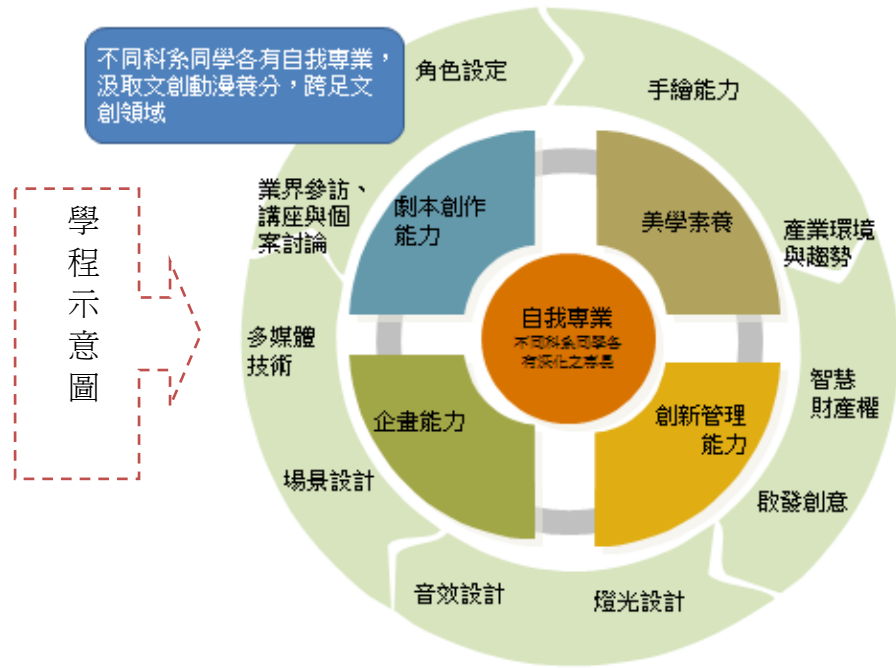 不同科系同學各有自我專業，
汲取文創動漫養分，跨足文
創領域
角色設定
手繪能力
業界參訪、
講座與個
案討論
劇本創作
能力
美學素養
產業環境
與趨勢
學
程
示
意
圖
自我專業
不同科系同學各
有深化之專長
多媒體
技術
企畫能力
創新管理
能力
智慧
財產權
場景設計
啟發創意
音效設計
燈光設計